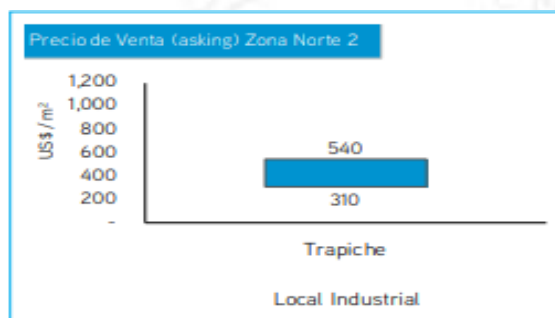 Precio de Venta (asking) Zona Norte 2
US$/m²
1,200
1,000
800
600
400
200
-
540
310
Trapiche
Local Industrial